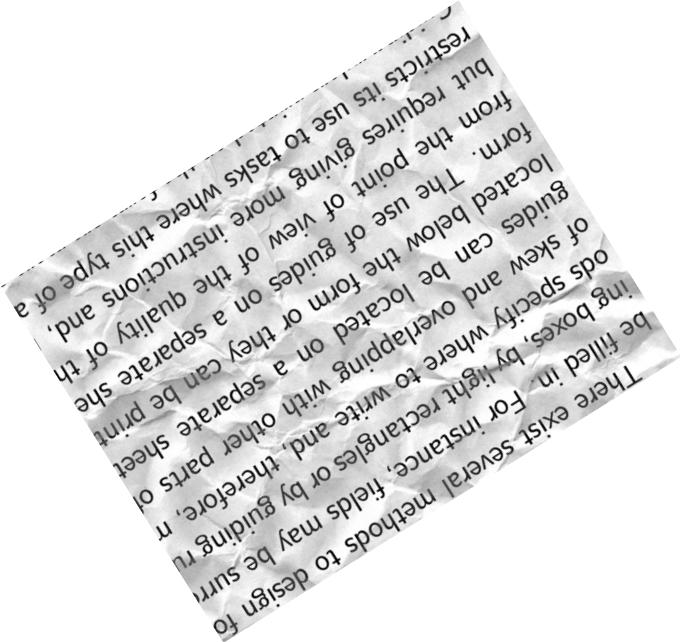 There exist several methods to design fo
be filled in. For instance, fields may be surr
ing boxes, by light rectangles or by guiding ru
ods specify where to write and, therefore, m
of skew and overlapping with other parts o
guides can be located on a separate sheet
located below the form or they can be print
form. The use of guides on a separate she
from the point of view of the quality of th
but requires giving more instructions and,
restricts its use to tasks where this type of a